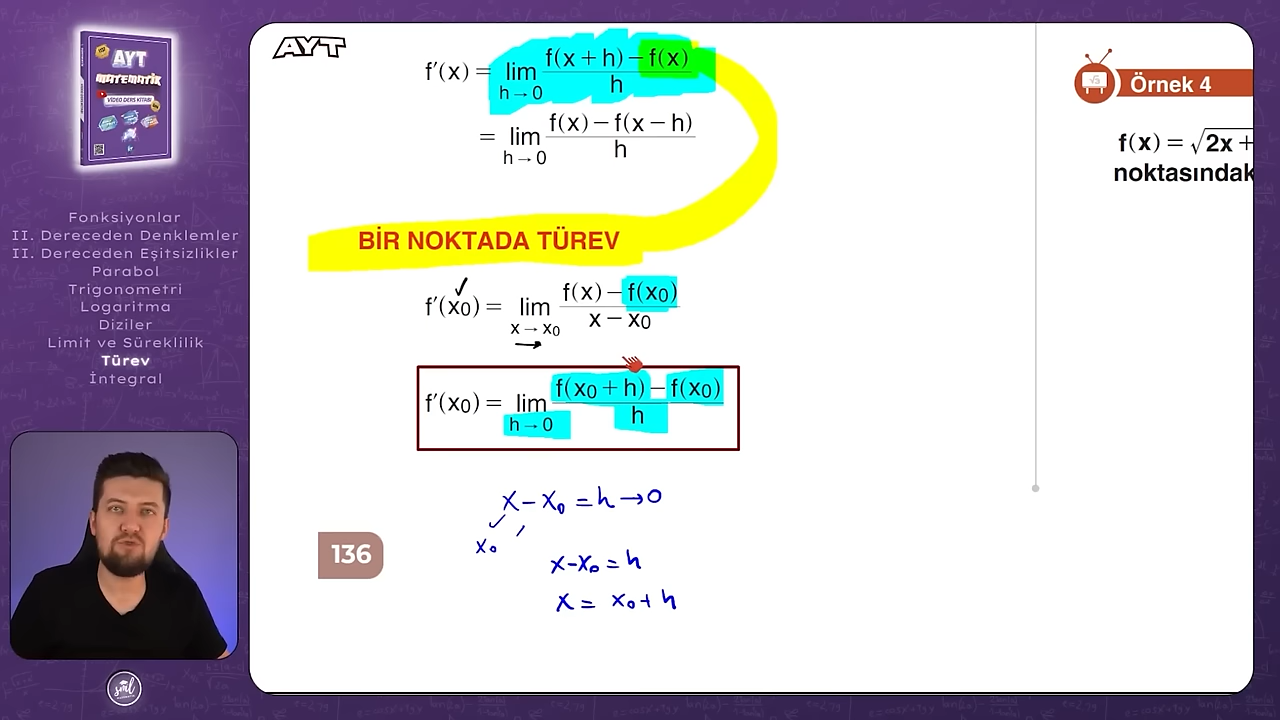 AYT
MATEMATİK
VİDEO DERS KİTABI
Fonksiyonlar
II. Dereceden Denklemler
II. Dereceden Eşitsizlikler
Parabol
Trigonometri
Logaritma
Diziler
Limit ve Süreklilik
Türev
İntegral
sml
AYT
f'(x) = lim h→0 f(x + h) − f(x) / h
= lim h→0 f(x) − f(x − h) / h
BİR NOKTADA TÜREV
f'(x₀) = lim x→x₀ f(x) − f(x₀) / x − x₀
f'(x₀) = lim h→0 f(x₀ + h) − f(x₀) / h
x − x₀ = h → 0
x₀
x − x₀ = h
x = x₀ + h
136
Örnek 4
f(x) = √2x+
noktasındak